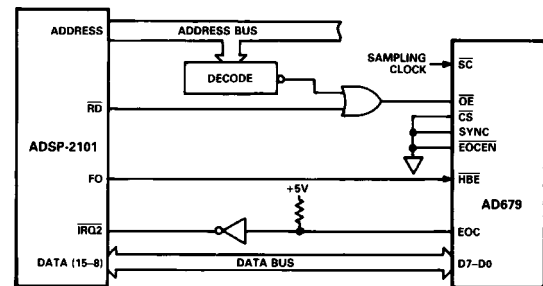 ADDRESS
ADDRESS BUS
DECODE
SAMPLING
CLOCK
SC
RD
OE
CS
SYNC
EOCEN
ADSP-2101
FO
HBE
+5V
AD679
IRQ2
EOC
DATA (15–8)
DATA BUS
D7–D0